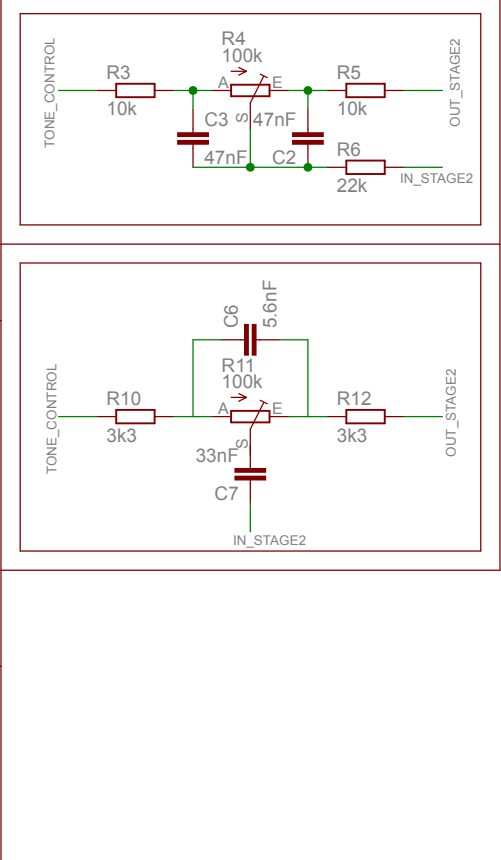 TONE_CONTROL
R3
10k
R4
100k
A
E
S
C3
47nF
47nF
C2
R5
10k
OUT_STAGE2
R6
22k
IN_STAGE2
TONE_CONTROL
R10
3k3
C6
5.6nF
R11
100k
A
E
S
33nF
C7
IN_STAGE2
R12
3k3
OUT_STAGE2